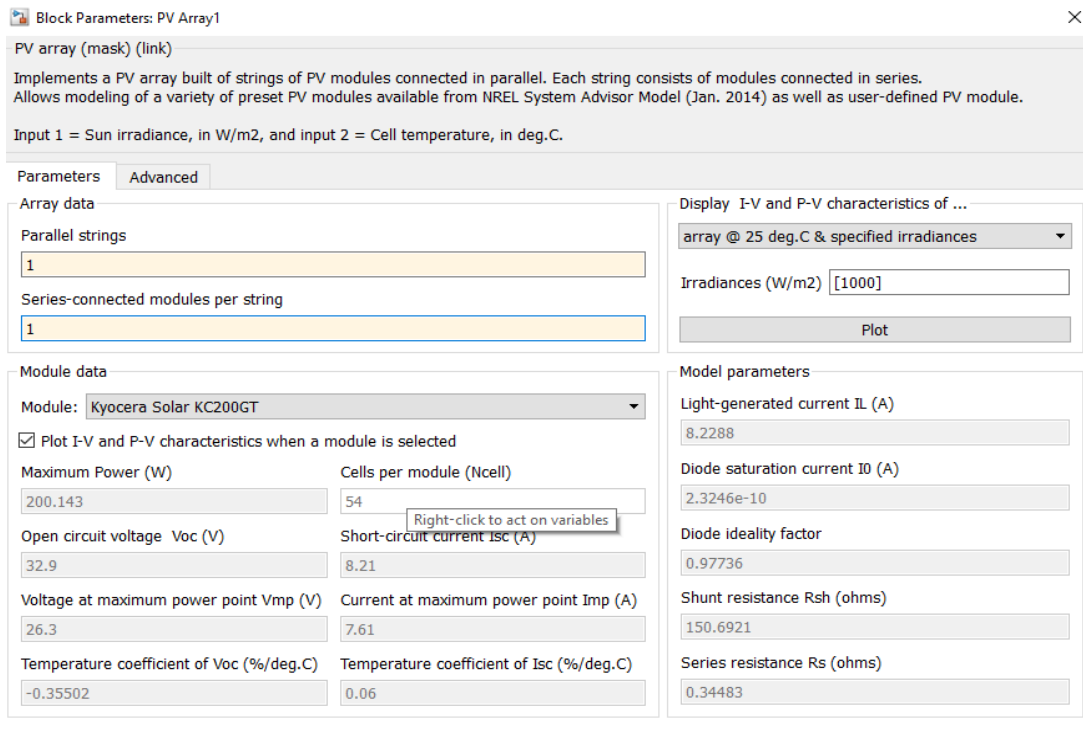 Block Parameters: PV Array1
PV array (mask) (link)
Implements a PV array built of strings of PV modules connected in parallel. Each string consists of modules connected in series.
Allows modeling of a variety of preset PV modules available from NREL System Advisor Model (Jan. 2014) as well as user-defined PV module.
Input 1 = Sun irradiance, in W/m2, and input 2 = Cell temperature, in deg.C.
Parameters
Advanced
Array data
Parallel strings
1
Series-connected modules per string
1
Display I-V and P-V characteristics of ...
array @ 25 deg.C & specified irradiances
Irradiances (W/m2) [1000]
Plot
Module data
Module: Kyocera Solar KC200GT
Plot I-V and P-V characteristics when a module is selected
Maximum Power (W)
200.143
Cells per module (Ncell)
54
Right-click to act on variables
Open circuit voltage Voc (V)
32.9
Short-circuit current Isc (A)
8.21
Voltage at maximum power point Vmp (V)
26.3
Current at maximum power point Imp (A)
7.61
Temperature coefficient of Voc (%/deg.C)
-0.35502
Temperature coefficient of Isc (%/deg.C)
0.06
Model parameters
Light-generated current IL (A)
8.2288
Diode saturation current I0 (A)
2.3246e-10
Diode ideality factor
0.97736
Shunt resistance Rsh (ohms)
150.6921
Series resistance Rs (ohms)
0.34483